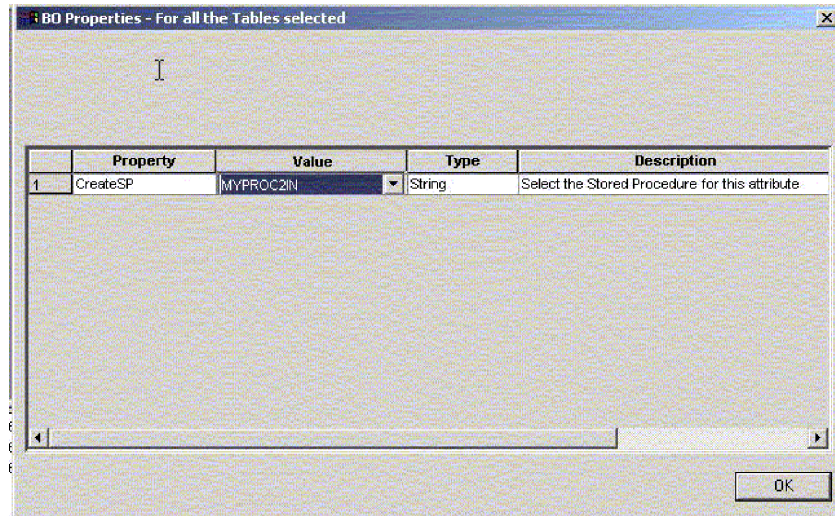 BO Properties - For all the Tables selected
Property Value Type Description
1 CreateSP MYPROC2IN String Select the Stored Procedure for this attribute
OK